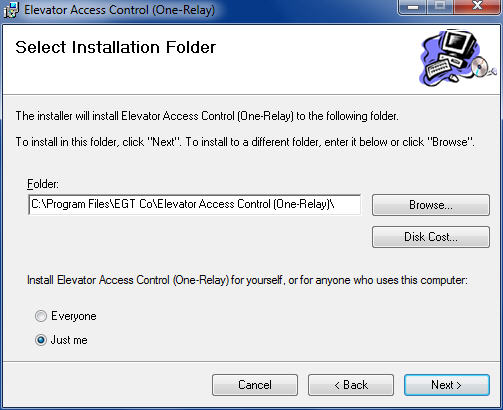 Elevator Access Control (One-Relay)
Select Installation Folder
The installer will install Elevator Access Control (One-Relay) to the following folder.
To install in this folder, click "Next". To install to a different folder, enter it below or click "Browse".
Folder:
C:\Program Files\EGT Co\Elevator Access Control (One-Relay)\
Browse...
Disk Cost...
Install Elevator Access Control (One-Relay) for yourself, or for anyone who uses this computer:
Everyone
Just me
Cancel
< Back
Next >